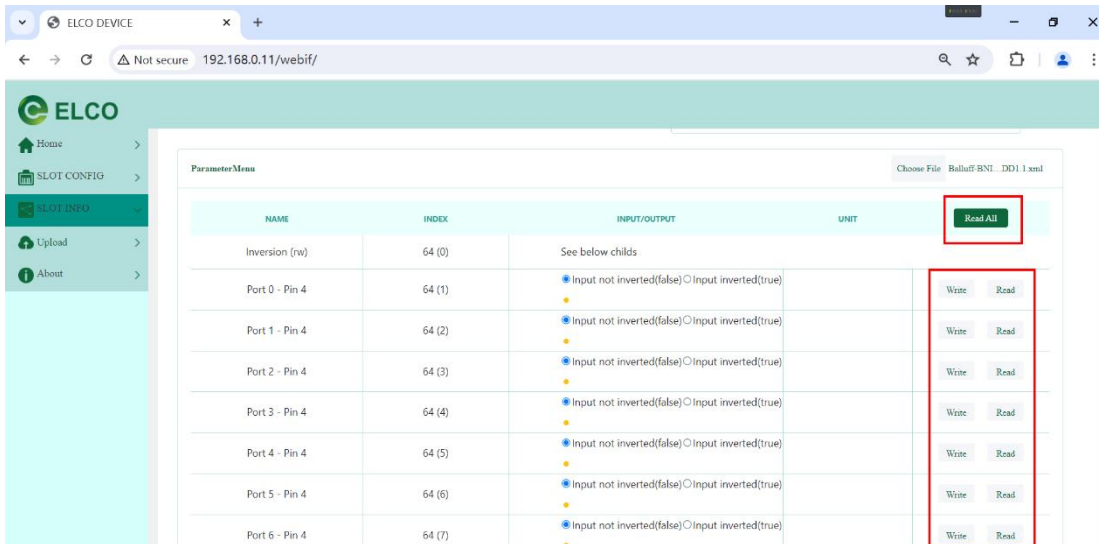 ELCO DEVICE
Not secure 192.168.0.11/webif/
ELCO
Home
SLOT CONFIG
SLOT INFO
Upload
About
ParameterMenu
Choose File Balluff-BNI...DD1.1.xml
NAME INDEX INPUT/OUTPUT UNIT Read All
Inversion (rw) 64 (0) See below childs
Port 0 - Pin 4 64 (1) Input not inverted(false) Input inverted(true) Write Read
Port 1 - Pin 4 64 (2) Input not inverted(false) Input inverted(true) Write Read
Port 2 - Pin 4 64 (3) Input not inverted(false) Input inverted(true) Write Read
Port 3 - Pin 4 64 (4) Input not inverted(false) Input inverted(true) Write Read
Port 4 - Pin 4 64 (5) Input not inverted(false) Input inverted(true) Write Read
Port 5 - Pin 4 64 (6) Input not inverted(false) Input inverted(true) Write Read
Port 6 - Pin 4 64 (7) Input not inverted(false) Input inverted(true) Write Read